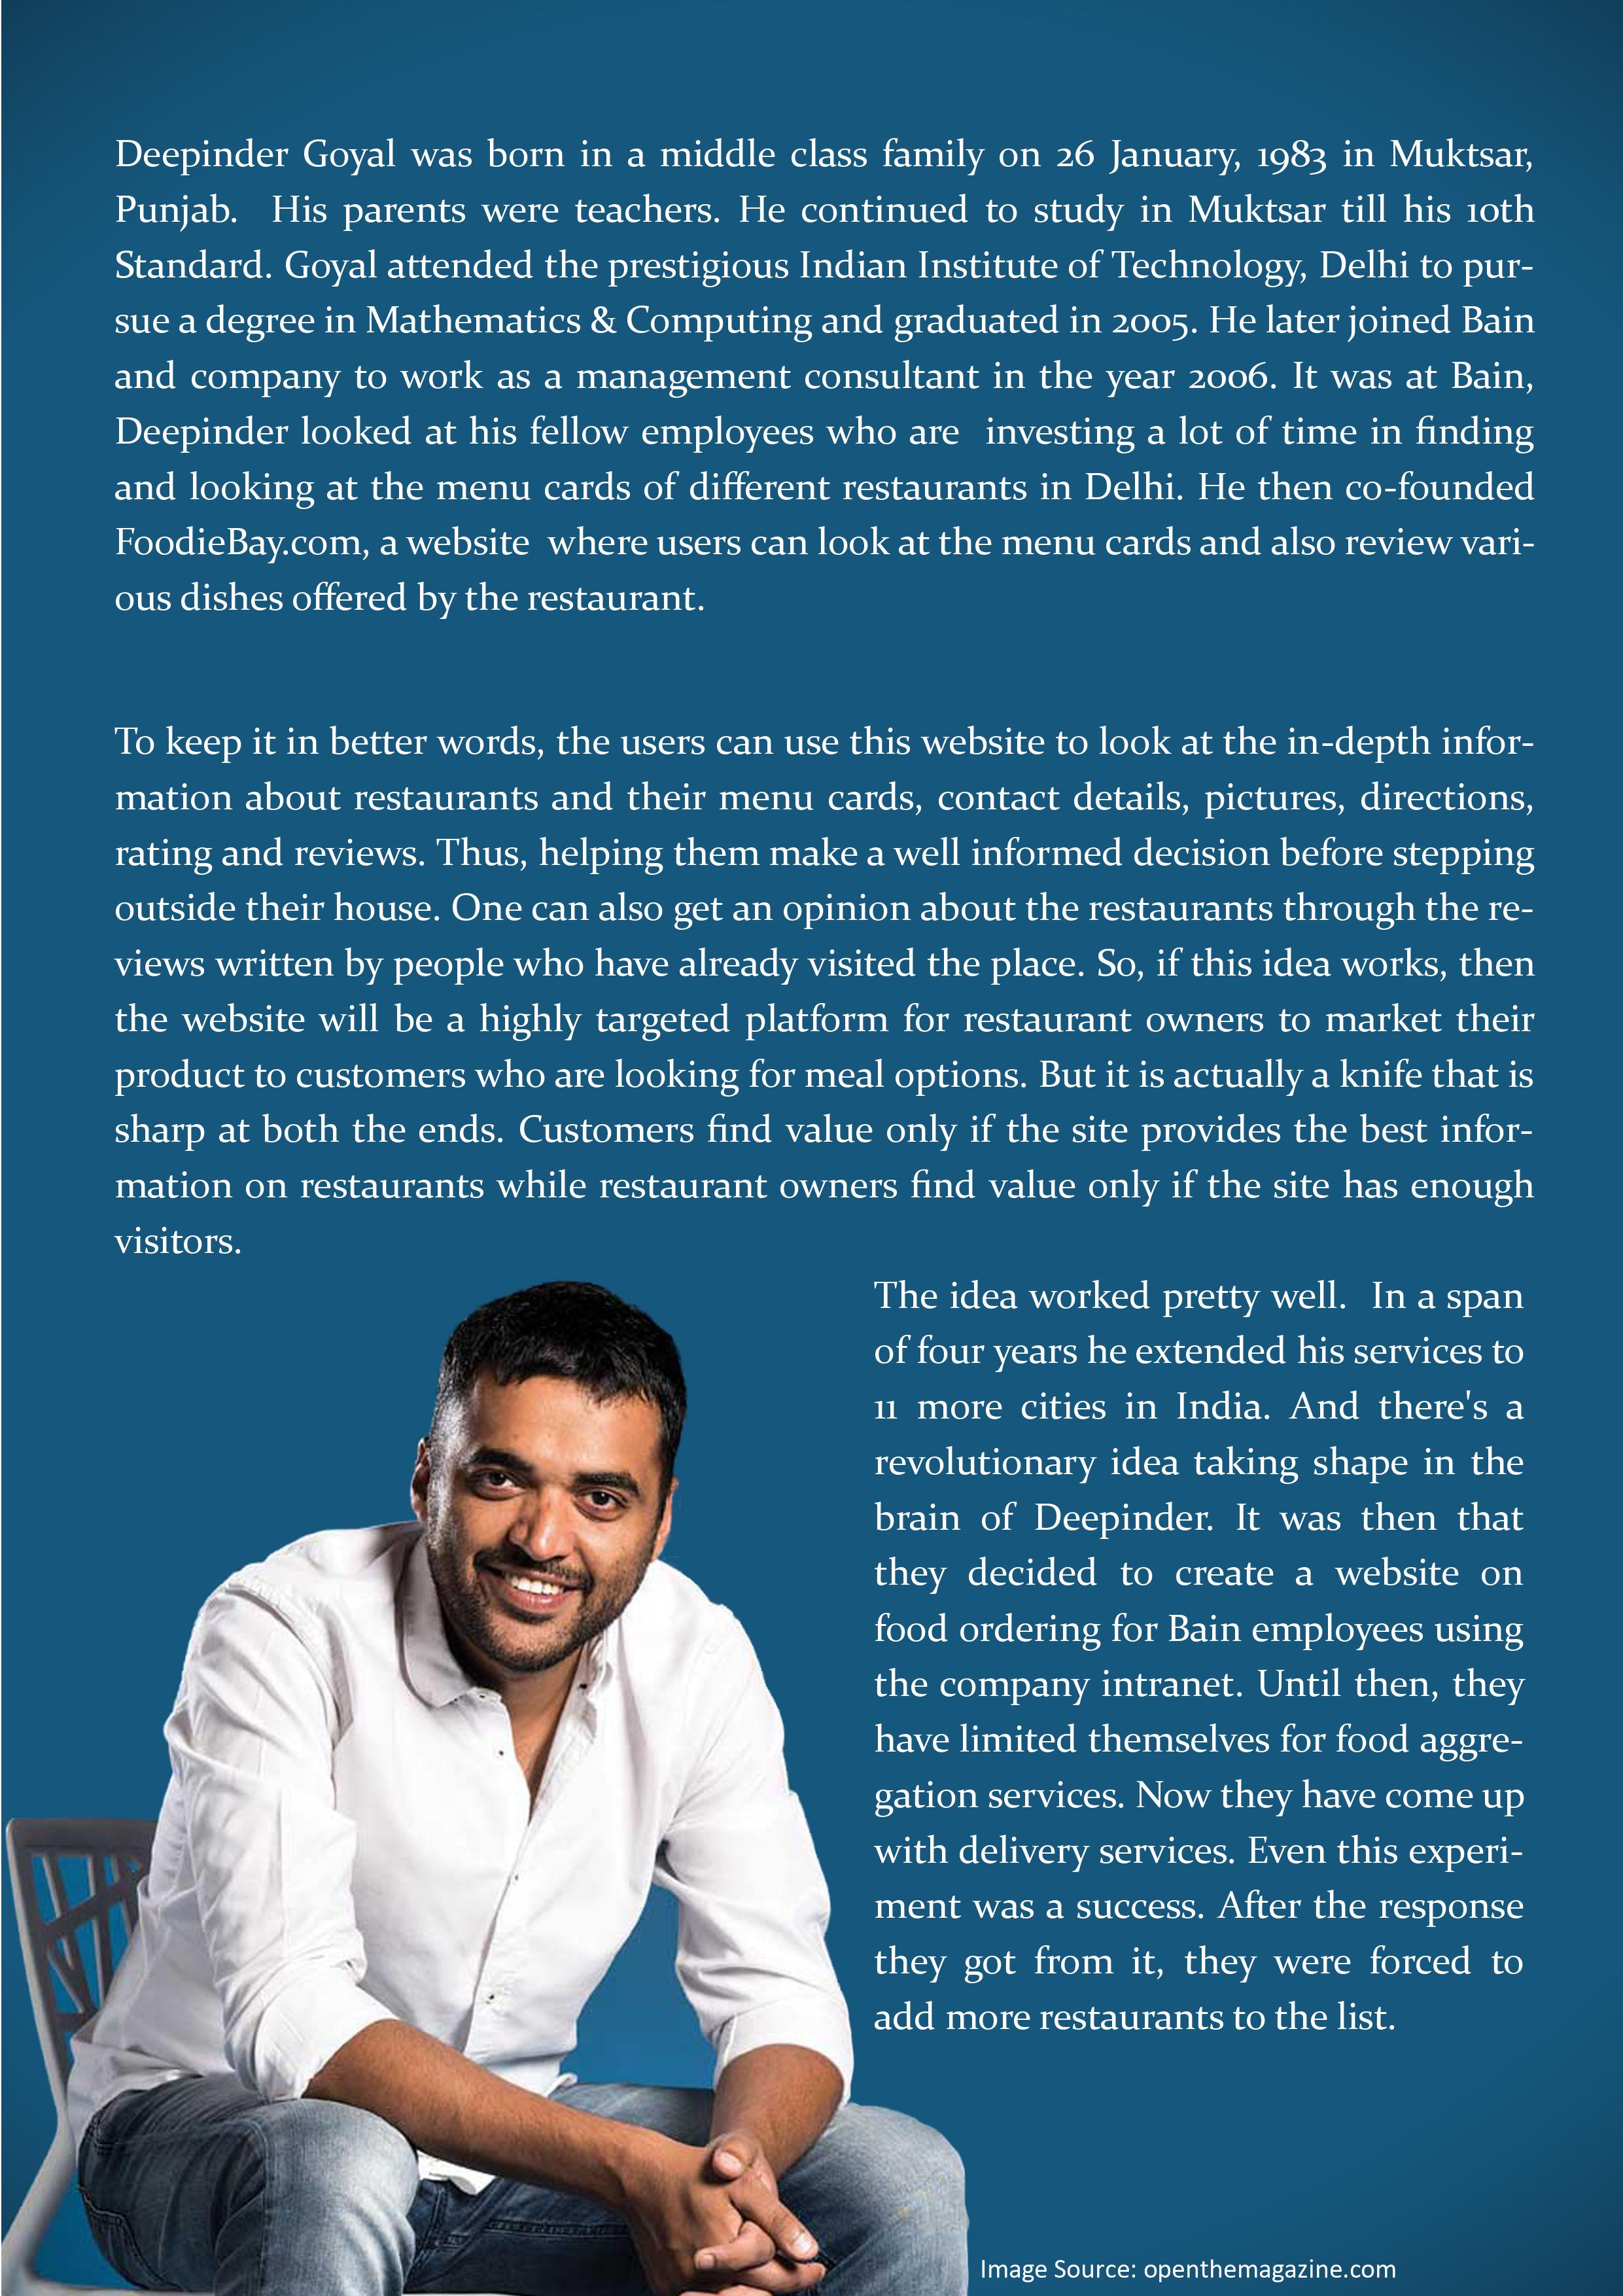 Deepinder Goyal was born in a middle class family on 26 January, 1983 in Muktsar,
Punjab.  His parents were teachers. He continued to study in Muktsar till his 10th
Standard. Goyal attended the prestigious Indian Institute of Technology, Delhi to pur-
sue a degree in Mathematics & Computing and graduated in 2005. He later joined Bain
and company to work as a management consultant in the year 2006. It was at Bain,
Deepinder looked at his fellow employees who are  investing a lot of time in finding
and looking at the menu cards of different restaurants in Delhi. He then co-founded
FoodieBay.com, a website  where users can look at the menu cards and also review vari-
ous dishes offered by the restaurant.
To keep it in better words, the users can use this website to look at the in-depth infor-
mation about restaurants and their menu cards, contact details, pictures, directions,
rating and reviews. Thus, helping them make a well informed decision before stepping
outside their house. One can also get an opinion about the restaurants through the re-
views written by people who have already visited the place. So, if this idea works, then
the website will be a highly targeted platform for restaurant owners to market their
product to customers who are looking for meal options. But it is actually a knife that is
sharp at both the ends. Customers find value only if the site provides the best infor-
mation on restaurants while restaurant owners find value only if the site has enough
visitors.
The idea worked pretty well.  In a span
of four years he extended his services to
11 more cities in India. And there's a
revolutionary idea taking shape in the
brain of Deepinder. It was then that
they decided to create a website on
food ordering for Bain employees using
the company intranet. Until then, they
have limited themselves for food aggre-
gation services. Now they have come up
with delivery services. Even this experi-
ment was a success. After the response
they got from it, they were forced to
add more restaurants to the list.
Image Source: openthemagazine.com